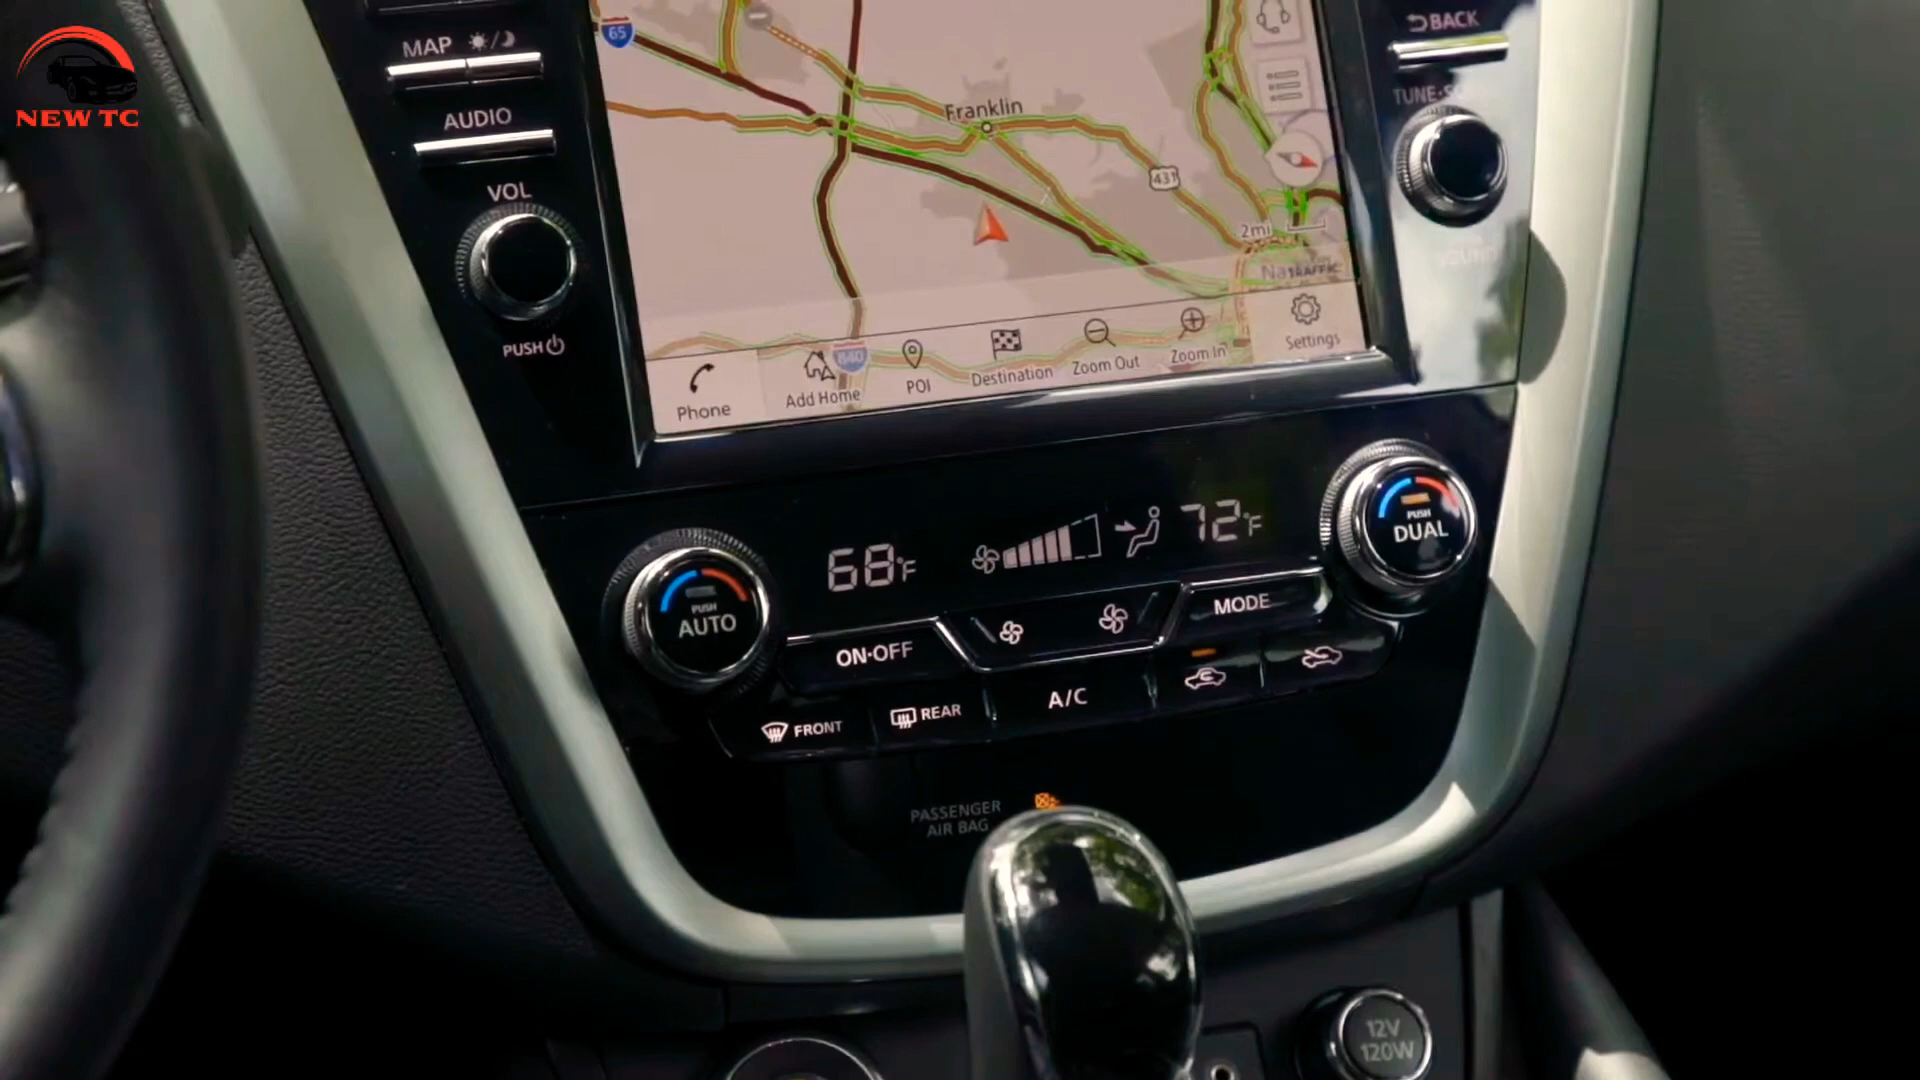 NEW TC
MAP
AUDIO
VOL
PUSH
65
Franklin
431
2mi
TRAFFIC
840
Phone
Add Home
POI
Destination
Zoom Out
Zoom In
Settings
BACK
68°F
72°F
PUSH
AUTO
PUSH
DUAL
ON·OFF
MODE
FRONT
REAR
A/C
PASSENGER
AIR BAG
12V
120W